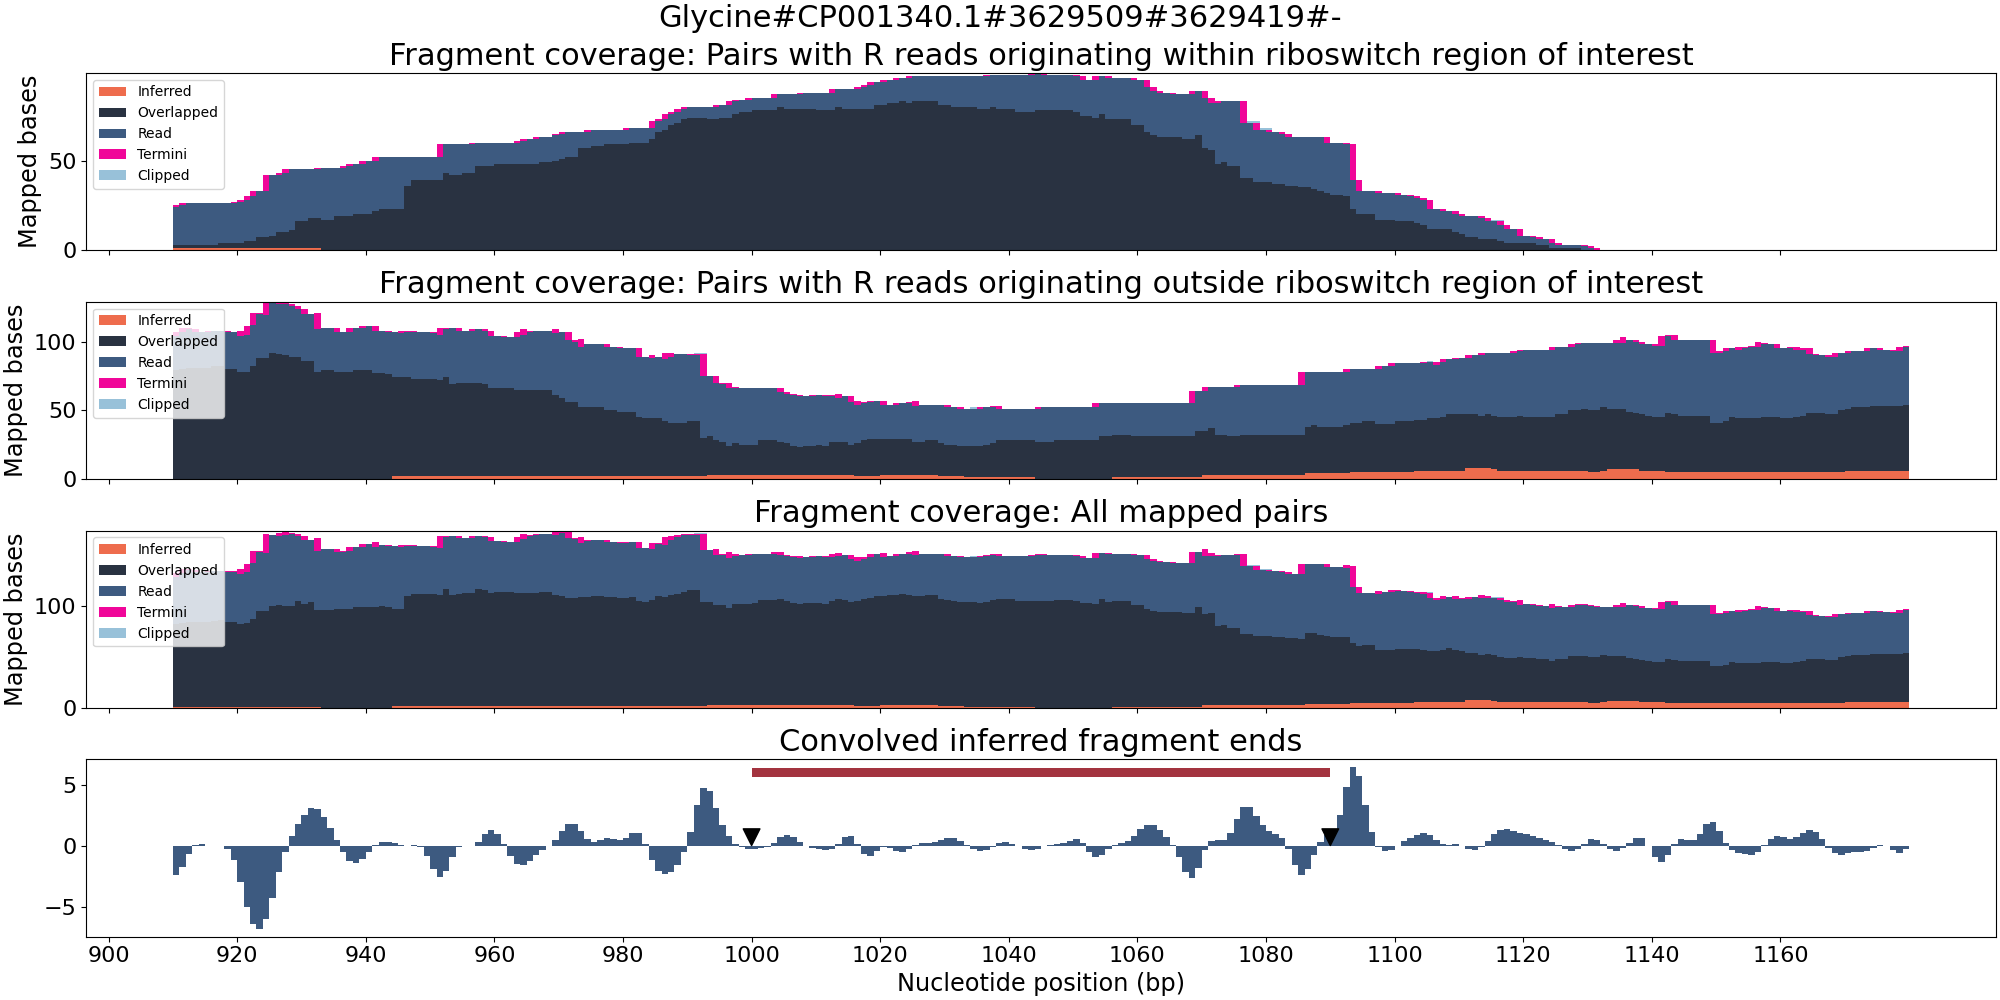 Glycine#CP001340.1#3629509#3629419#-
Fragment coverage: Pairs with R reads originating within riboswitch region of interest
Mapped bases
50
0
Inferred
Overlapped
Read
Termini
Clipped
Fragment coverage: Pairs with R reads originating outside riboswitch region of interest
Mapped bases
100
50
0
Inferred
Overlapped
Read
Termini
Clipped
Fragment coverage: All mapped pairs
Mapped bases
100
0
Inferred
Overlapped
Read
Termini
Clipped
Convolved inferred fragment ends
5
0
−5
900 920 940 960 980 1000 1020 1040 1060 1080 1100 1120 1140 1160
Nucleotide position (bp)